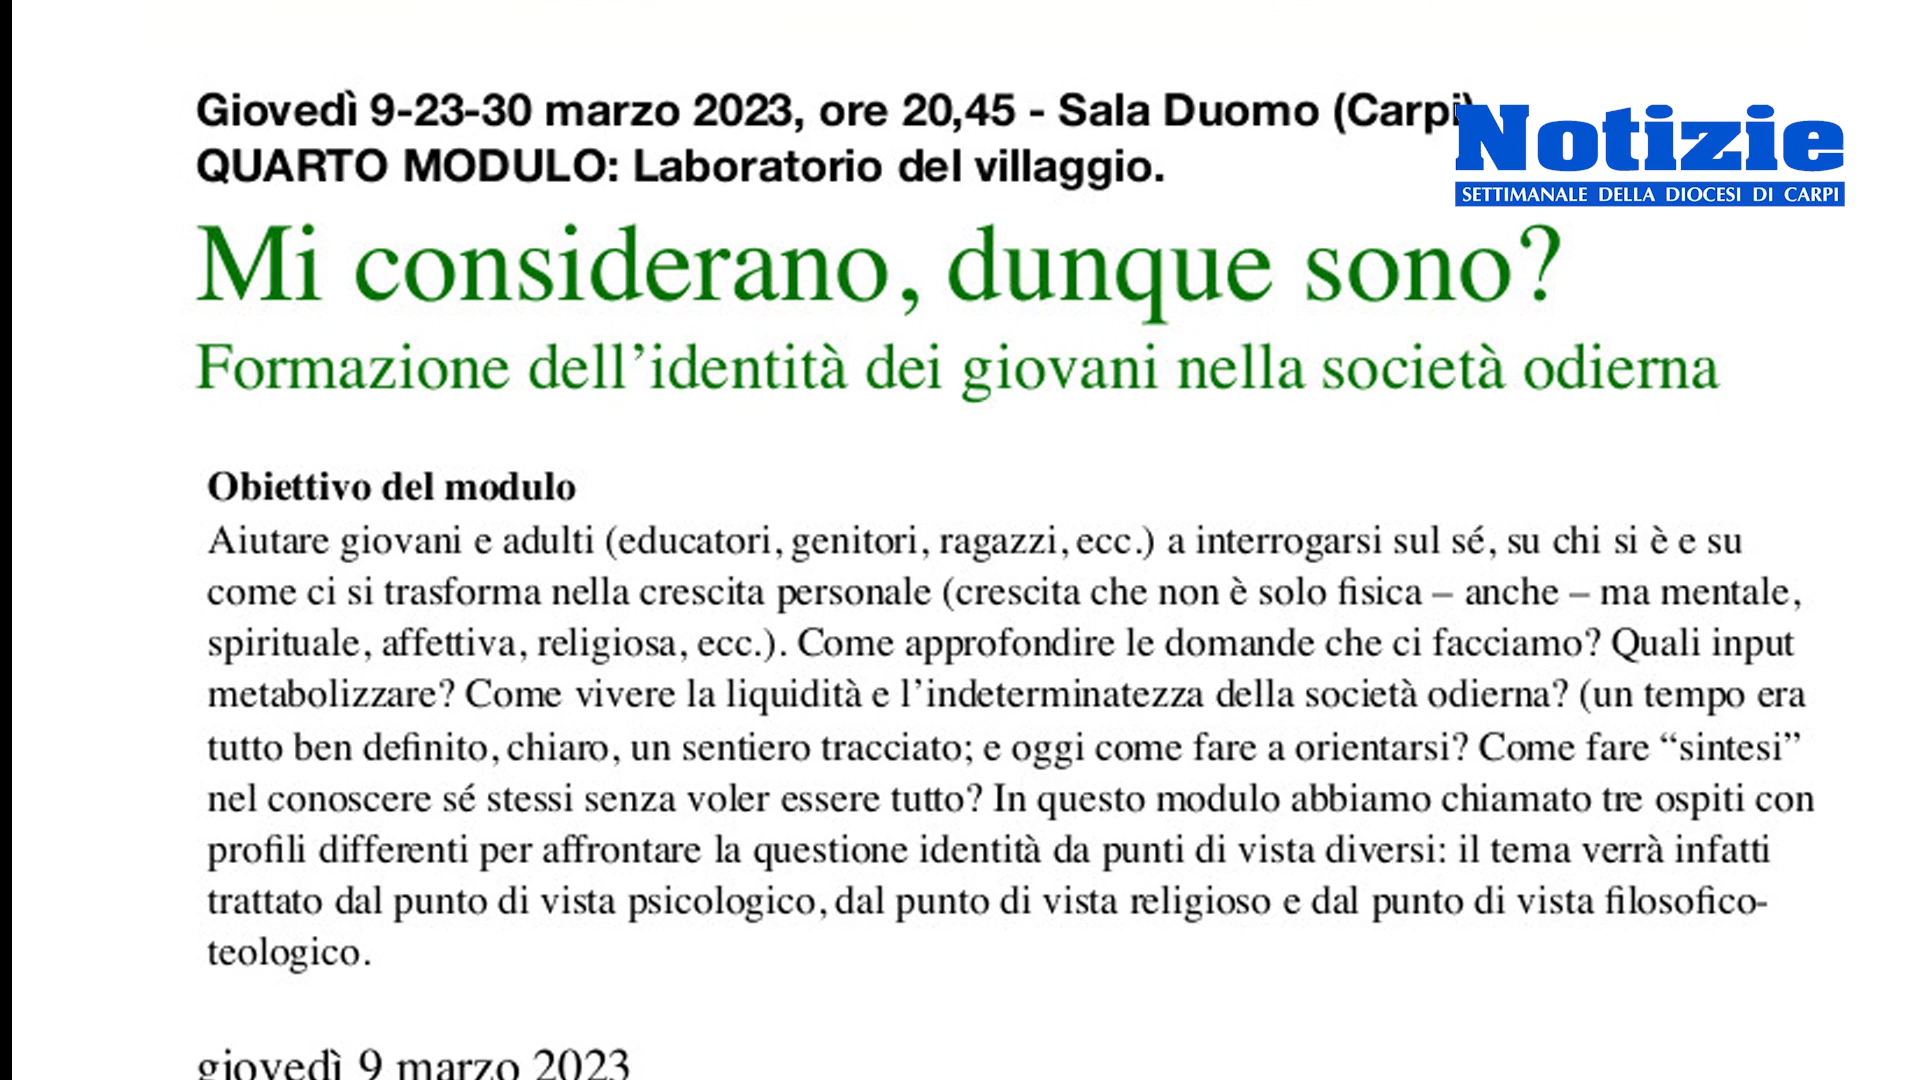 Giovedì 9-23-30 marzo 2023, ore 20,45 - Sala Duomo (Carpi)
QUARTO MODULO: Laboratorio del villaggio.
Notizie
SETTIMANALE DELLA DIOCESI DI CARPI
Mi considerano, dunque sono?
Formazione dell’identità dei giovani nella società odierna
Obiettivo del modulo
Aiutare giovani e adulti (educatori, genitori, ragazzi, ecc.) a interrogarsi sul sé, su chi si è e su
come ci si trasforma nella crescita personale (crescita che non è solo fisica – anche – ma mentale,
spirituale, affettiva, religiosa, ecc.). Come approfondire le domande che ci facciamo? Quali input
metabolizzare? Come vivere la liquidità e l’indeterminatezza della società odierna? (un tempo era
tutto ben definito, chiaro, un sentiero tracciato; e oggi come fare a orientarsi? Come fare “sintesi”
nel conoscere sé stessi senza voler essere tutto? In questo modulo abbiamo chiamato tre ospiti con
profili differenti per affrontare la questione identità da punti di vista diversi: il tema verrà infatti
trattato dal punto di vista psicologico, dal punto di vista religioso e dal punto di vista filosofico-
teologico.
giovedì 9 marzo 2023